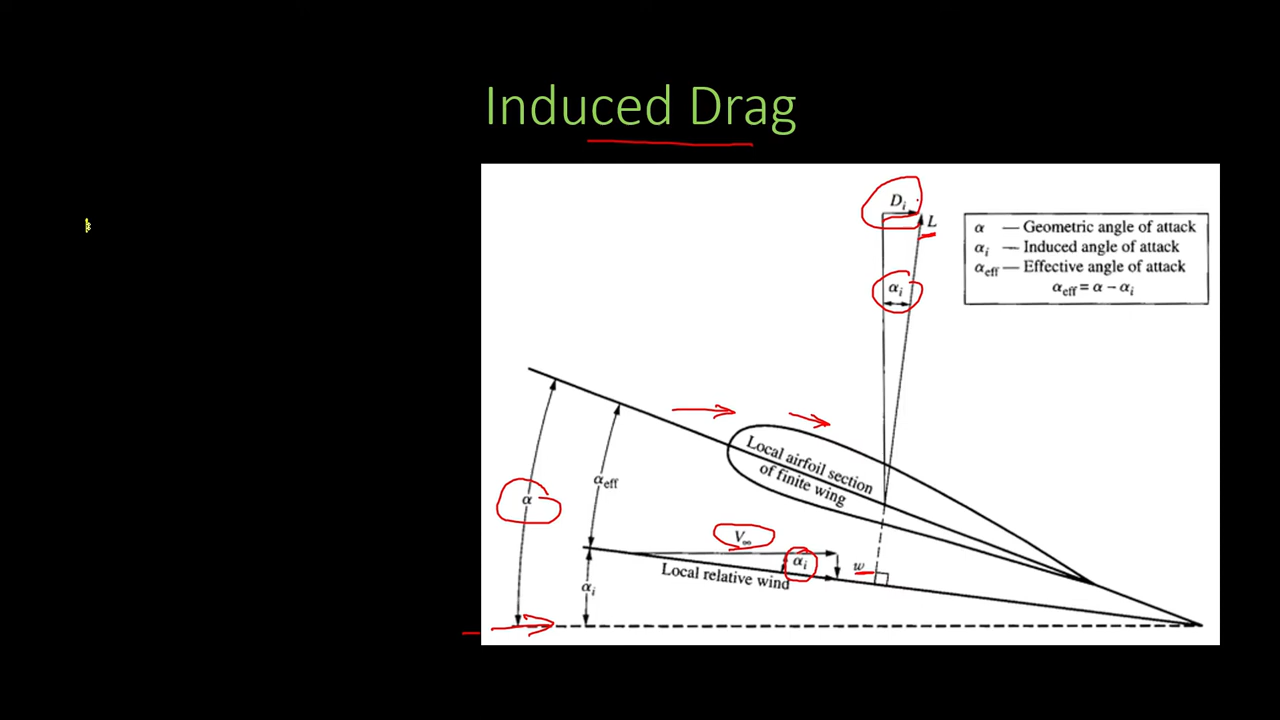 Induced Drag
Dᵢ
L
α — Geometric angle of attack
αᵢ — Induced angle of attack
αeff — Effective angle of attack
αeff = α − αᵢ
αᵢ
Local airfoil section
of finite wing
αeff
α
V∞
αᵢ
w
Local relative wind
αᵢ